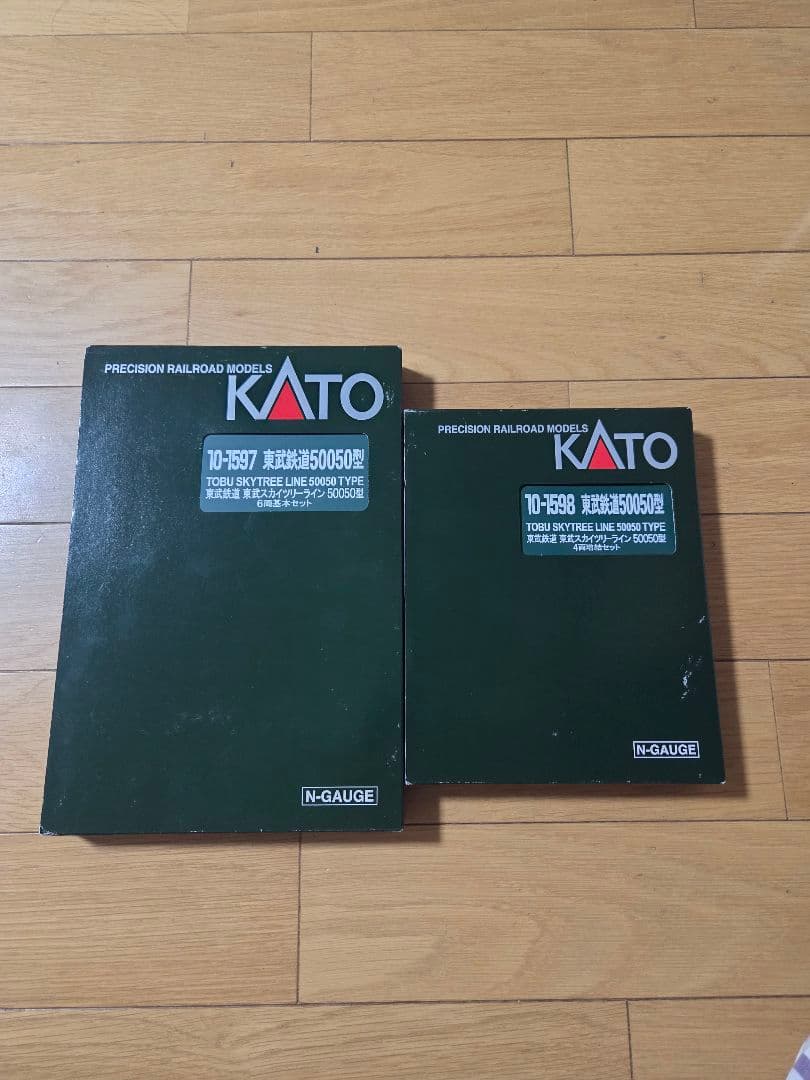 PRECISION RAILROAD MODELS
KATO
10-1597 東武鉄道50050型
TOBU SKYTREE LINE 50050 TYPE
東武鉄道 東武スカイツリーライン 50050型
6両基本セット
N-GAUGE
PRECISION RAILROAD MODELS
KATO
10-1598 東武鉄道50050型
TOBU SKYTREE LINE 50050 TYPE
東武鉄道 東武スカイツリーライン 50050型
4両増結セット
N-GAUGE